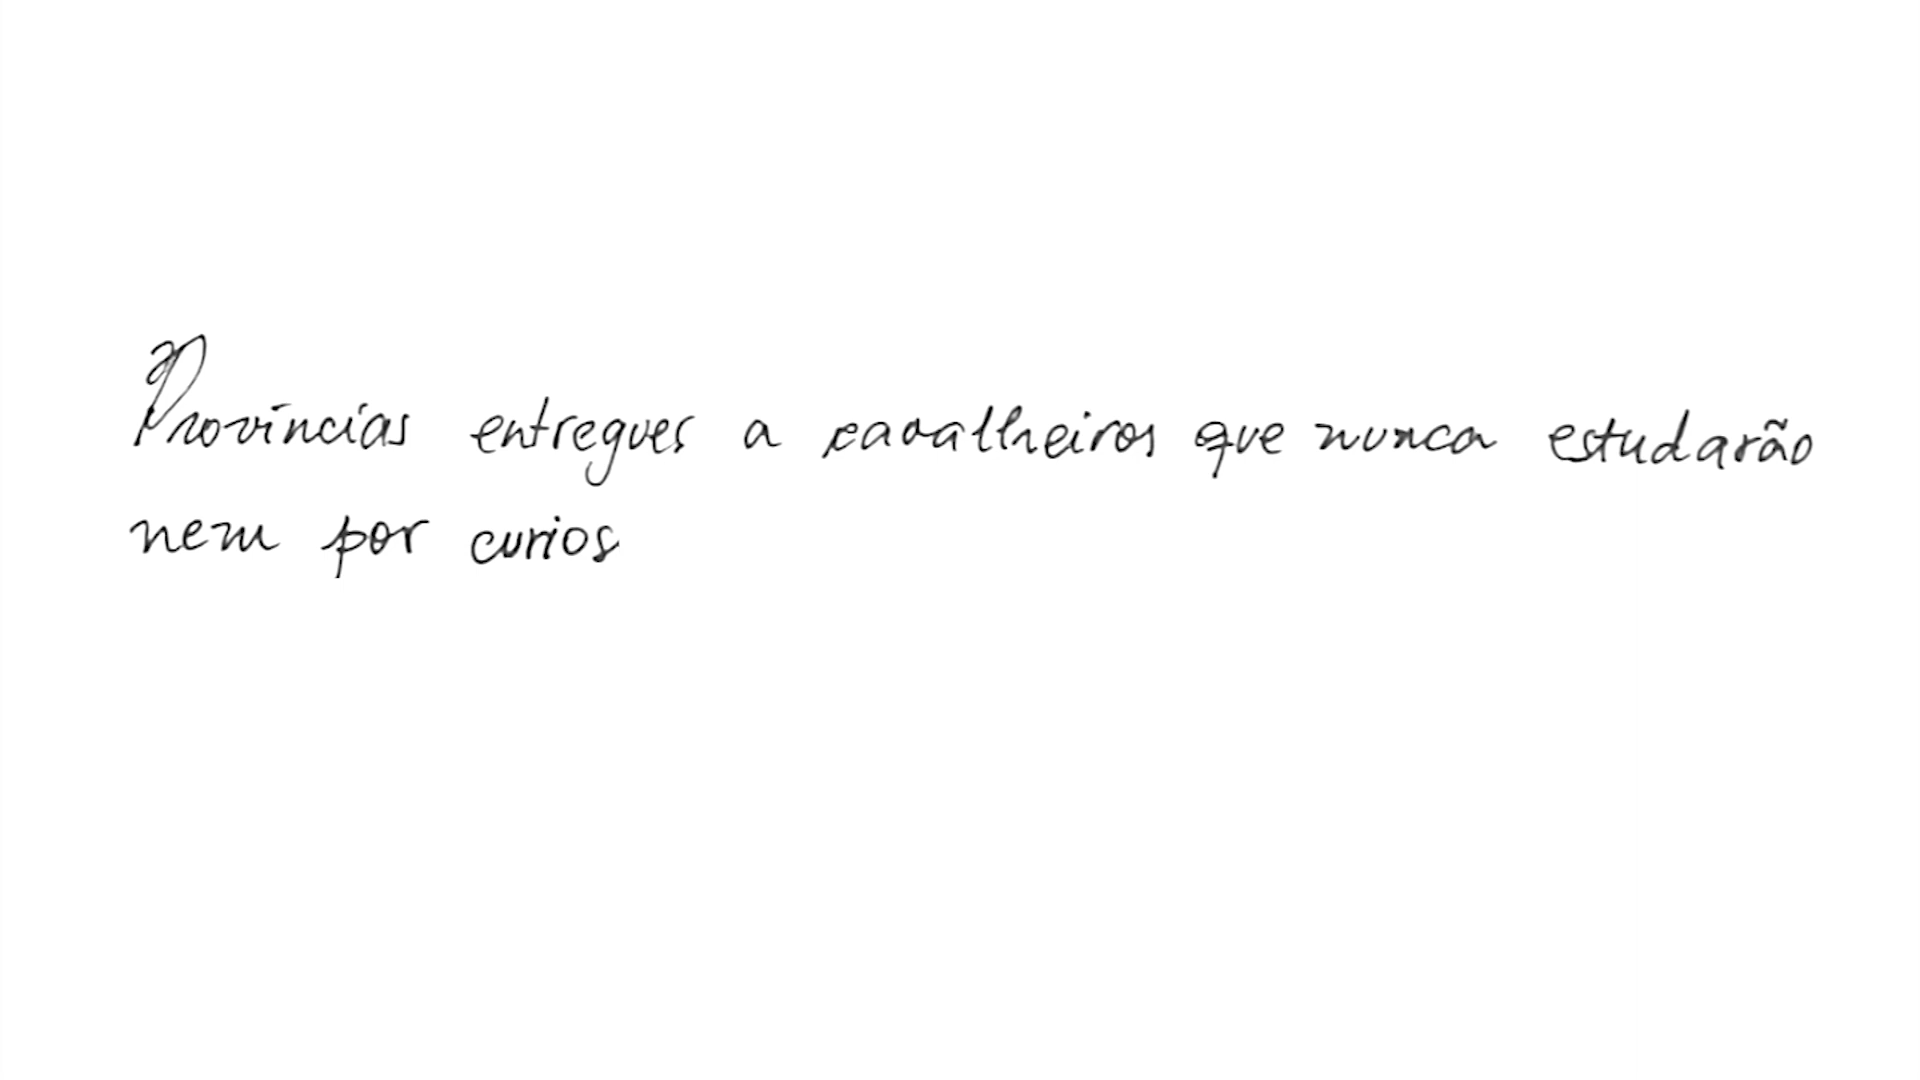 Províncias entregues a cavalheiros que nunca estudarão
nem por curios